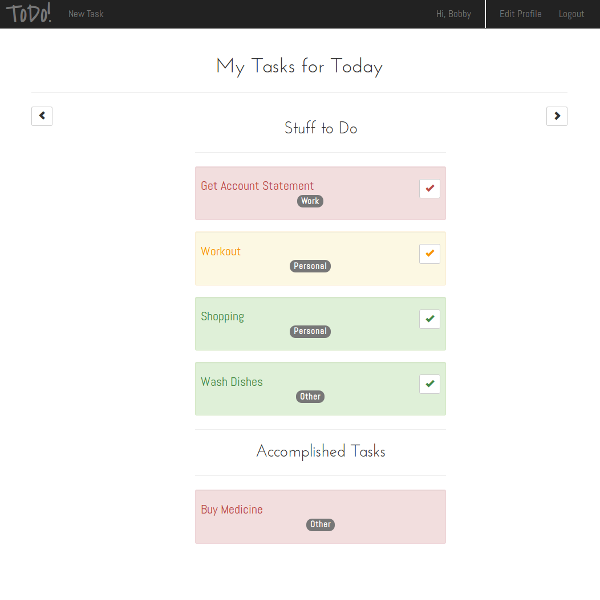 ToDo! New Task Hi, Bobby Edit Profile Logout
My Tasks for Today
Stuff to Do
Get Account Statement
Work
Workout
Personal
Shopping
Personal
Wash Dishes
Other
Accomplished Tasks
Buy Medicine
Other